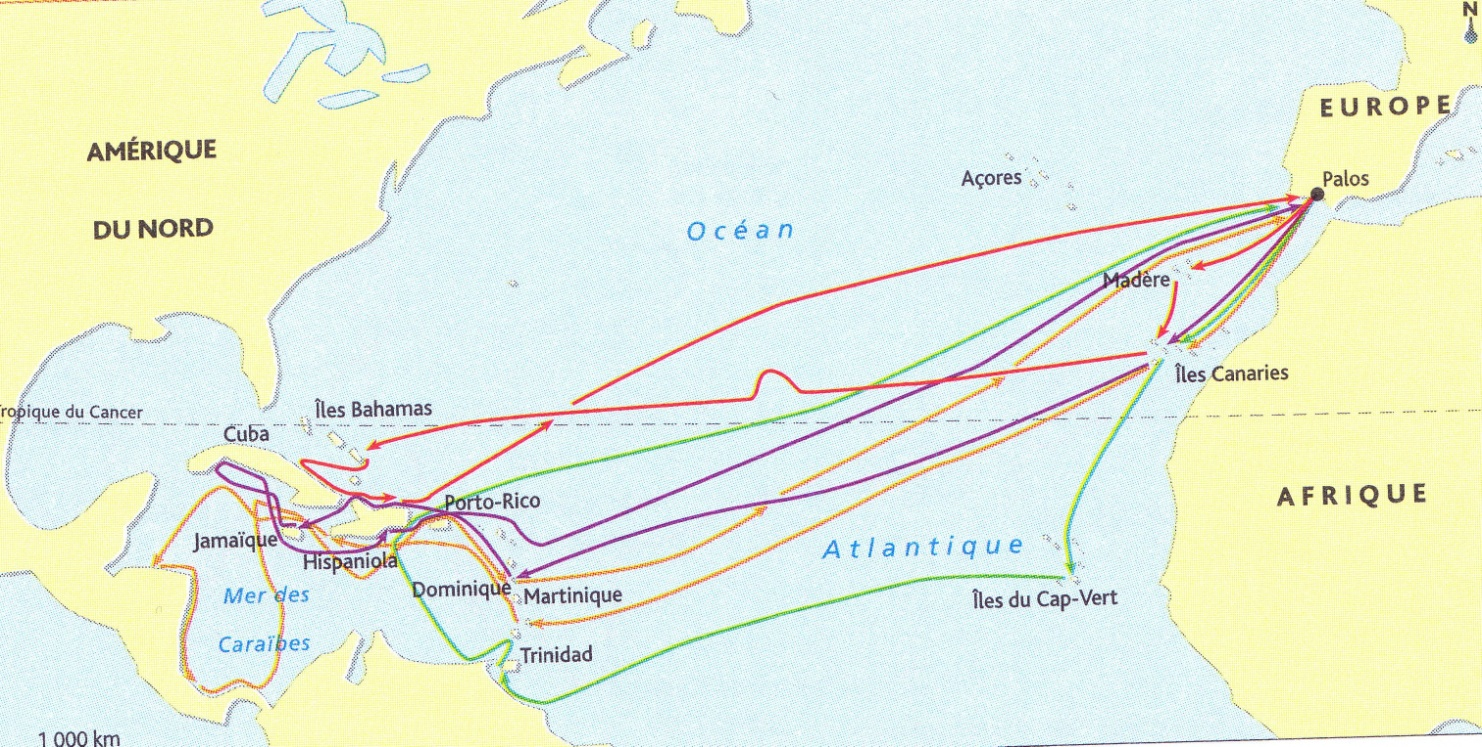 N
EUROPE
AMÉRIQUE
DU NORD
Açores
Palos
Océan
Madère
Îles Canaries
Tropique du Cancer
Îles Bahamas
Cuba
Porto-Rico
AFRIQUE
Jamaïque
Hispaniola
Atlantique
Dominique
Martinique
Mer des
Caraïbes
Îles du Cap-Vert
Trinidad
1 000 km